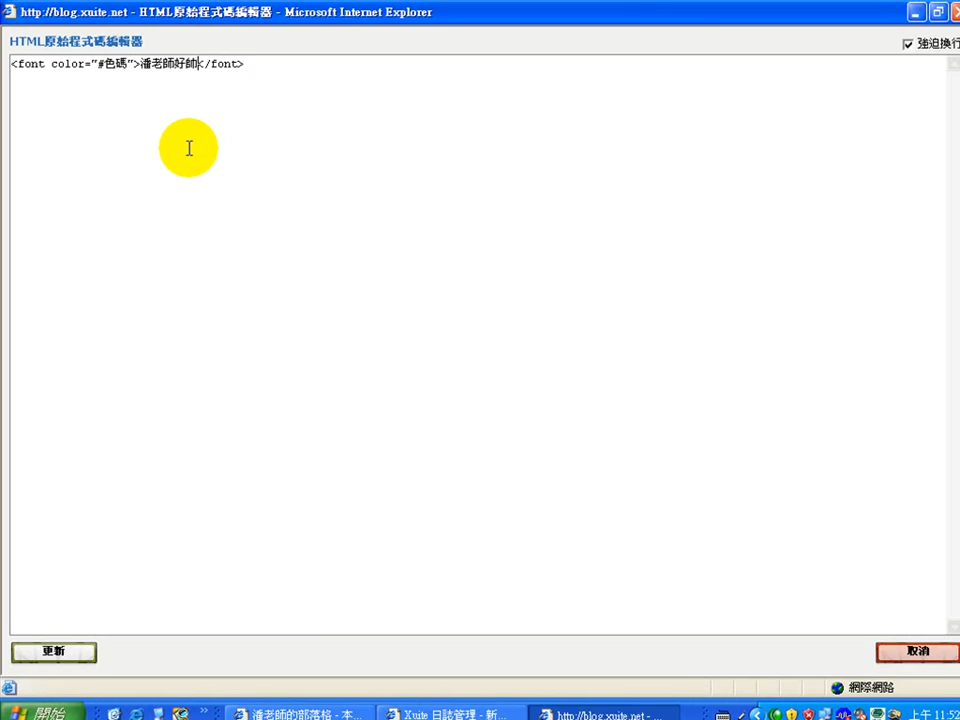 http://blog.xuite.net - HTML原始程式碼編輯器 - Microsoft Internet Explorer
HTML原始程式碼編輯器
強迫換行
<font color="#色碼">潘老師好帥</font>
更新
取消
網際網路
開始
潘老師的部落格 - 本...
Xuite 日誌管理 - 新...
http://blog.xuite.net - ...
上午 11:52